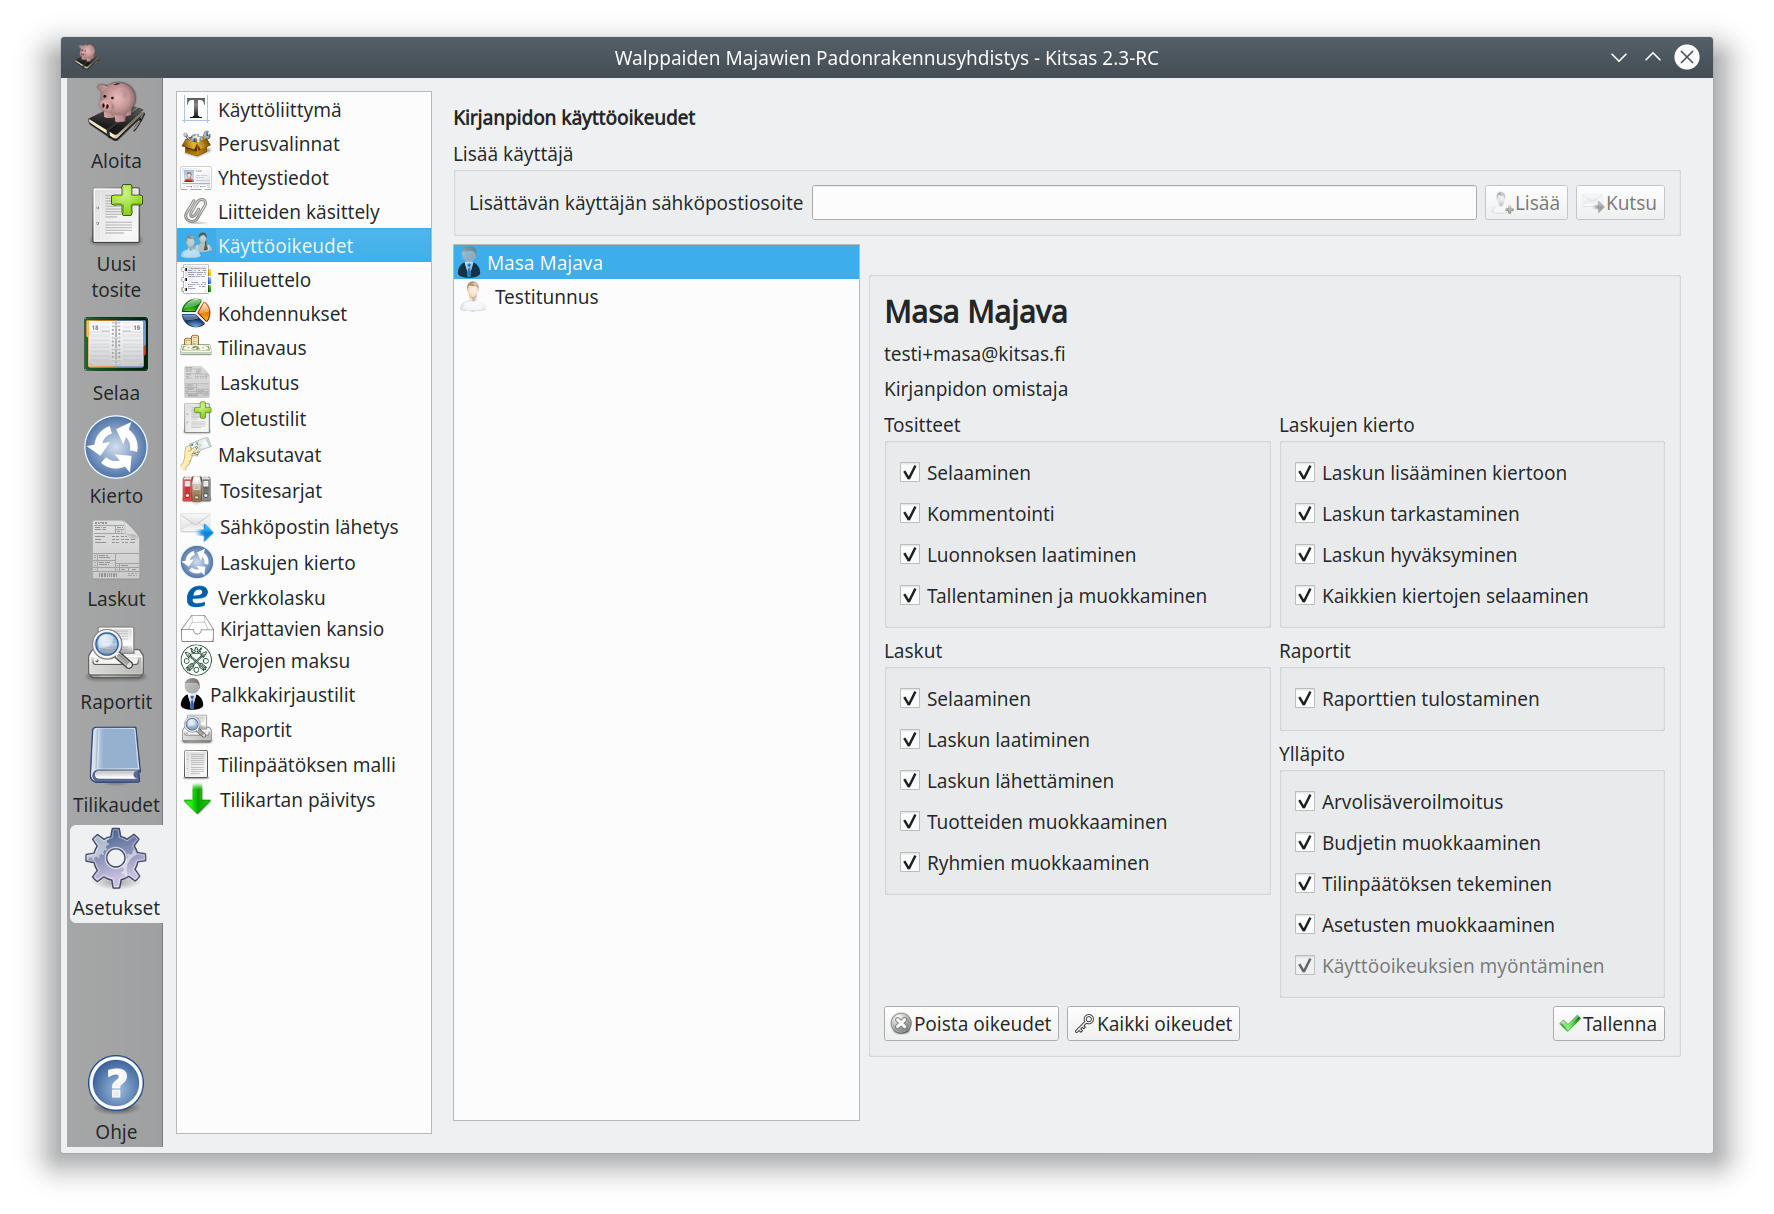 Walppaiden Majawien Padonrakennusyhdistys - Kitsas 2.3-RC
Aloita
Uusi
tosite
Selaa
Kierto
Laskut
Raportit
Tilikaudet
Asetukset
Ohje
Käyttöliittymä
Perusvalinnat
Yhteystiedot
Liitteiden käsittely
Käyttöoikeudet
Tililuettelo
Kohdennukset
Tilinavaus
Laskutus
Oletustilit
Maksutavat
Tositesarjat
Sähköpostin lähetys
Laskujen kierto
Verkkolasku
Kirjattavien kansio
Verojen maksu
Palkkakirjaustilit
Raportit
Tilinpäätöksen malli
Tilikartan päivitys
Kirjanpidon käyttöoikeudet
Lisää käyttäjä
Lisättävän käyttäjän sähköpostiosoite
Lisää
Kutsu
Masa Majava
Testitunnus
Masa Majava
testi+masa@kitsas.fi
Kirjanpidon omistaja
Tositteet
Selaaminen
Kommentointi
Luonnoksen laatiminen
Tallentaminen ja muokkaminen
Laskut
Selaaminen
Laskun laatiminen
Laskun lähettäminen
Tuotteiden muokkaaminen
Ryhmien muokkaaminen
Laskujen kierto
Laskun lisääminen kiertoon
Laskun tarkastaminen
Laskun hyväksyminen
Kaikkien kiertojen selaaminen
Raportit
Raporttien tulostaminen
Ylläpito
Arvolisäveroilmoitus
Budjetin muokkaaminen
Tilinpäätöksen tekeminen
Asetusten muokkaaminen
Käyttöoikeuksien myöntäminen
Poista oikeudet
Kaikki oikeudet
Tallenna